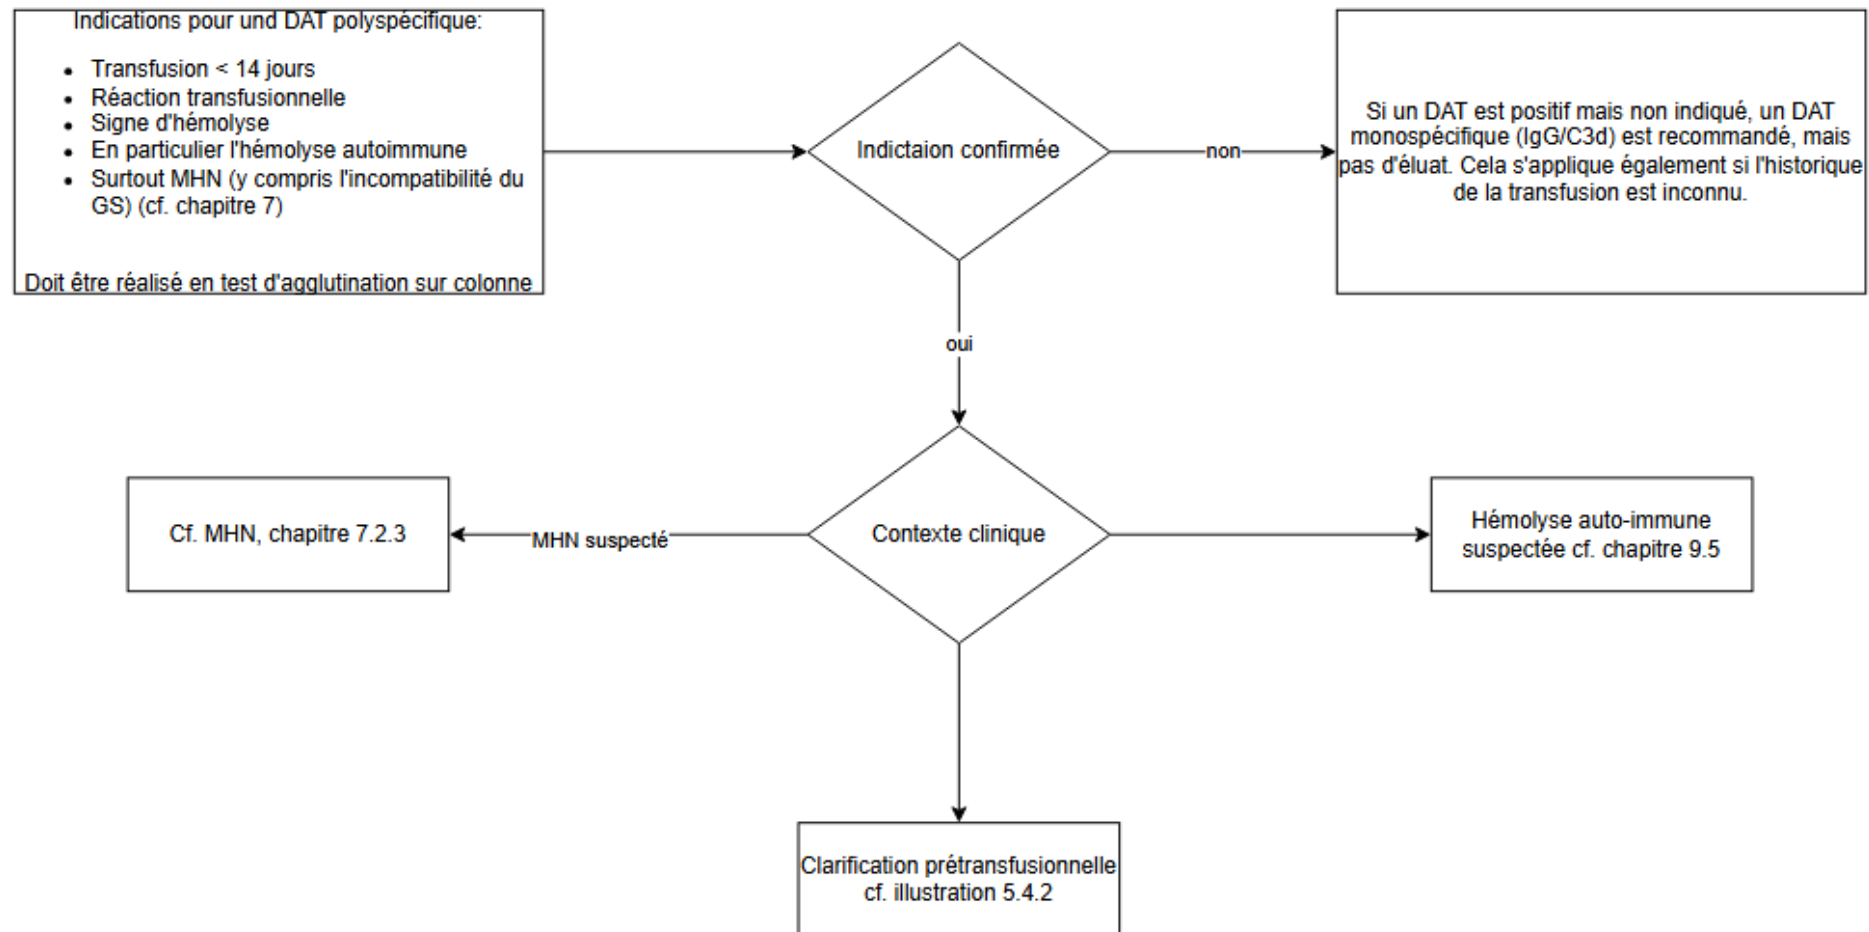 Indications pour und DAT polyspécifique:
Transfusion < 14 jours
Réaction transfusionnelle
Signe d'hémolyse
En particulier l'hémolyse autoimmune
Surtout MHN (y compris l'incompatibilité du
GS) (cf. chapitre 7)
Doit être réalisé en test d'agglutination sur colonne
Indictaion confirmée
non
Si un DAT est positif mais non indiqué, un DAT
monospécifique (IgG/C3d) est recommandé, mais
pas d'éluat. Cela s'applique également si l'historique
de la transfusion est inconnu.
oui
Cf. MHN, chapitre 7.2.3
MHN suspecté
Contexte clinique
Hémolyse auto-immune
suspectée cf. chapitre 9.5
Clarification prétransfusionnelle
cf. illustration 5.4.2